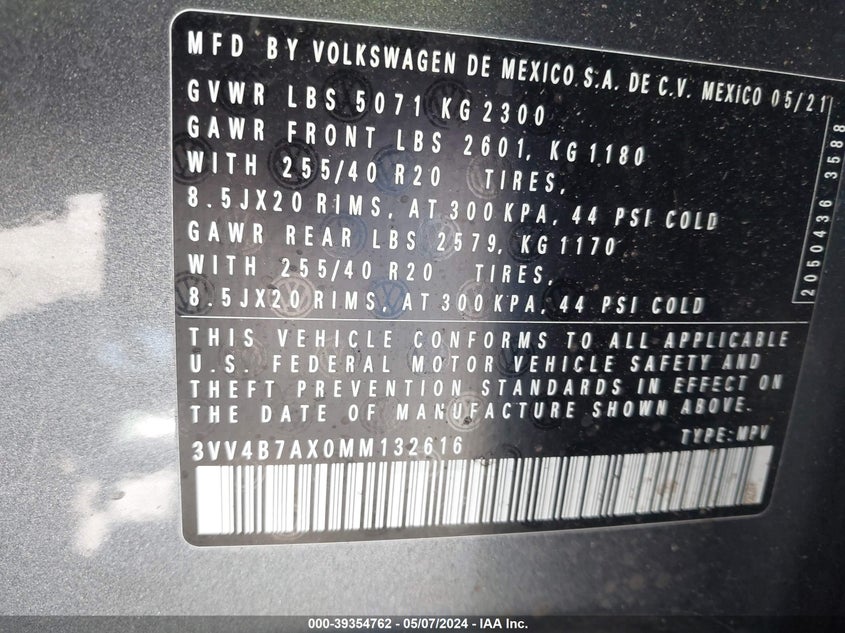 MFD BY VOLKSWAGEN DE MEXICO S.A. DE C.V. MEXICO 05/21
GVWR LBS 5071 KG 2300
GAWR FRONT LBS 2601, KG 1180
WITH 255/40 R20 TIRES,
8.5JX20 RIMS, AT 300 KPA, 44 PSI COLD
GAWR REAR LBS 2579, KG 1170
WITH 255/40 R20 TIRES,
8.5JX20 RIMS, AT 300 KPA, 44 PSI COLD
2050436 3588
THIS VEHICLE CONFORMS TO ALL APPLICABLE
U.S. FEDERAL MOTOR VEHICLE SAFETY AND
THEFT PREVENTION STANDARDS IN EFFECT ON
THE DATE OF MANUFACTURE SHOWN ABOVE.
3VV4B7AX0MM132616 TYPE:MPV
000-39354762 - 05/07/2024 - IAA Inc.